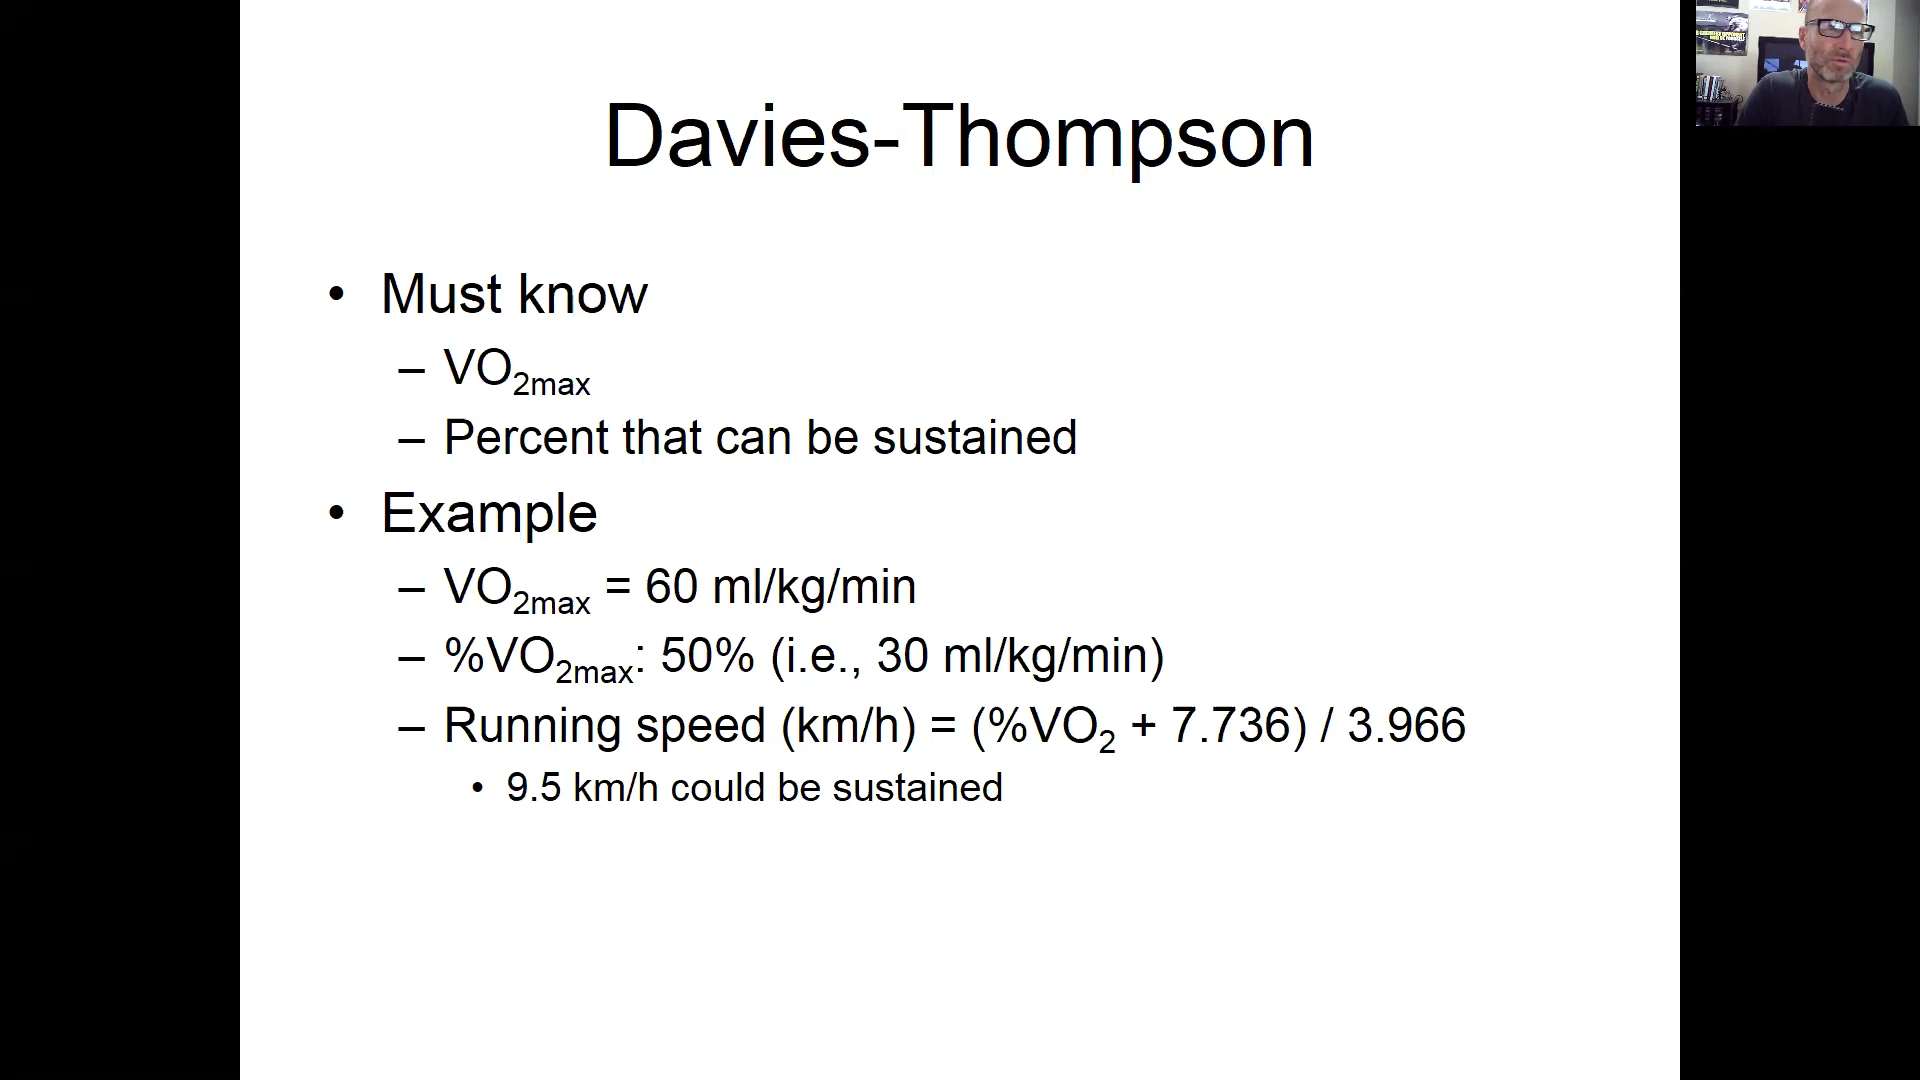 Davies-Thompson
• Must know
– VO2max
– Percent that can be sustained
• Example
– VO2max = 60 ml/kg/min
– %VO2max: 50% (i.e., 30 ml/kg/min)
– Running speed (km/h) = (%VO2 + 7.736) / 3.966
• 9.5 km/h could be sustained